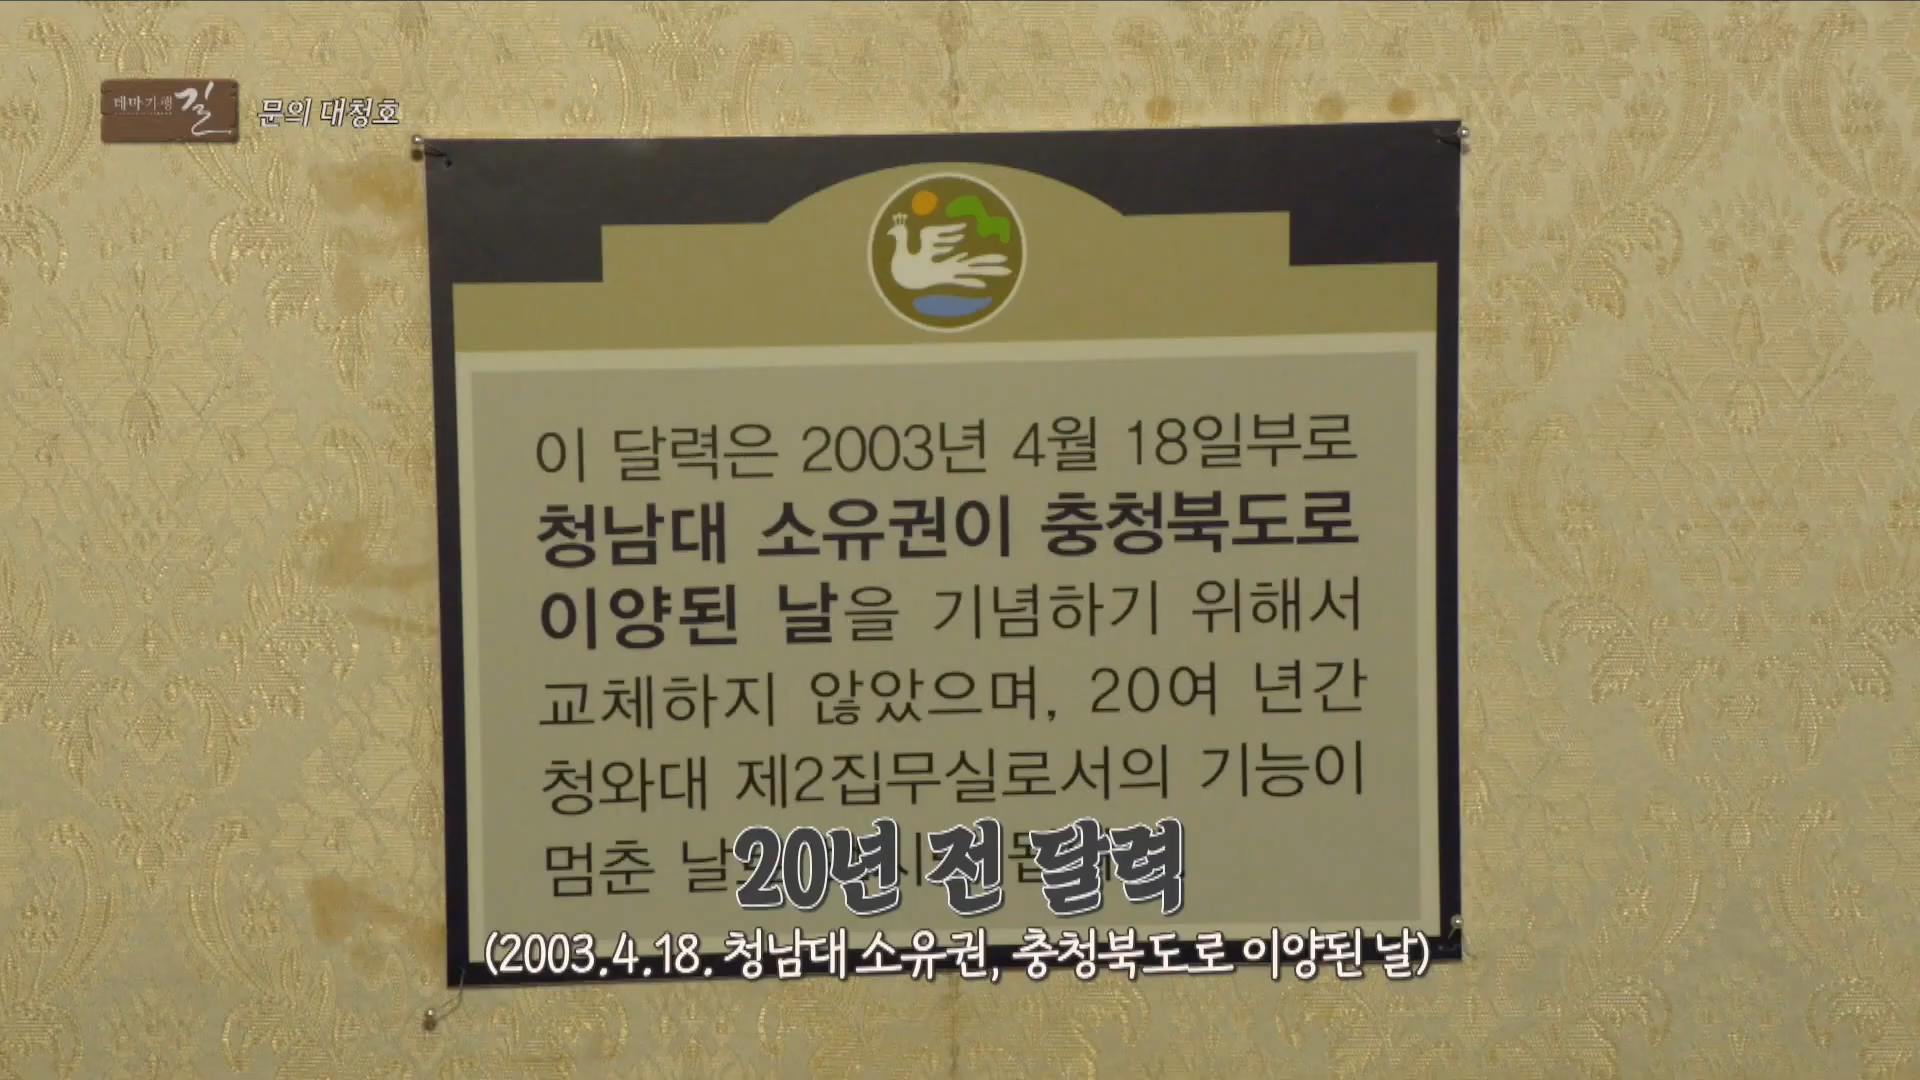 테마기행 길
문의 대청호
이 달력은 2003년 4월 18일부로
청남대 소유권이 충청북도로
이양된 날을 기념하기 위해서
교체하지 않았으며, 20여 년간
청와대 제2집무실로서의 기능이
멈춘
20년 전 달력
(2003.4.18. 청남대 소유권, 충청북도로 이양된 날)